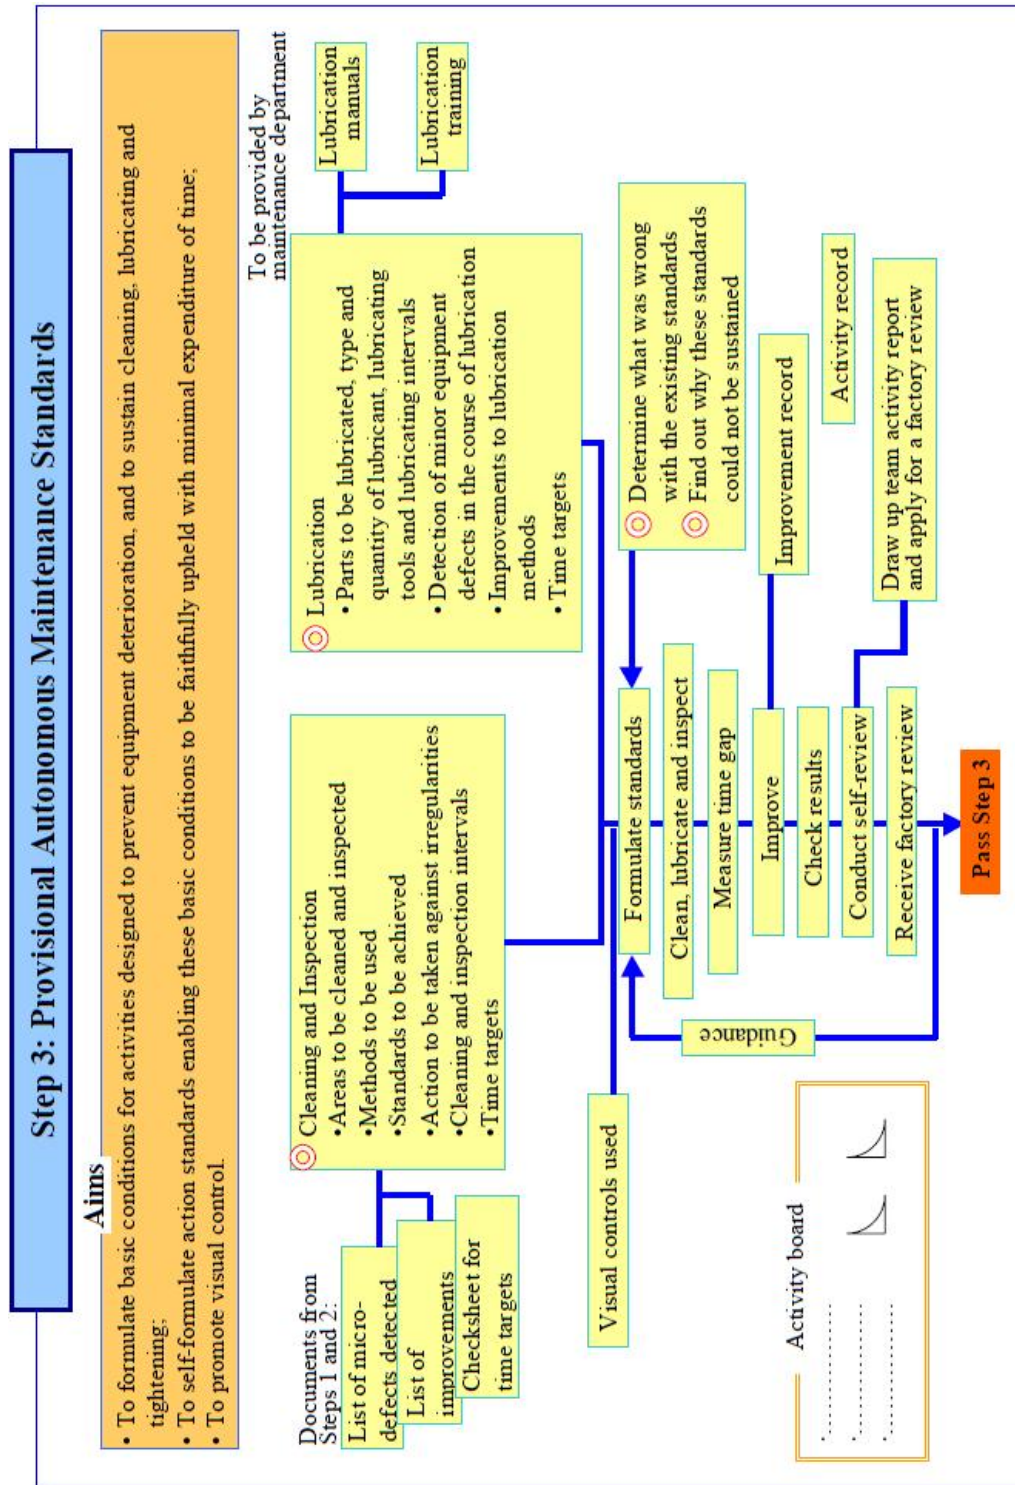 Step 3: Provisional Autonomous Maintenance Standards
Aims
• To formulate basic conditions for activities designed to prevent equipment deterioration, and to sustain cleaning, lubricating and
tightening;
• To self-formulate action standards enabling these basic conditions to be faithfully upheld with minimal expenditure of time;
• To promote visual control.
Documents from
Steps 1 and 2:
List of micro-
defects detected
List of
improvements
Checksheet for
time targets
Cleaning and Inspection
•Areas to be cleaned and inspected
•Methods to be used
•Standards to be achieved
•Action to be taken against irregularities
•Cleaning and inspection intervals
•Time targets
Lubrication
• Parts to be lubricated, type and
quantity of lubricant, lubricating
tools and lubricating intervals
• Detection of minor equipment
defects in the course of lubrication
• Improvements to lubrication
methods
• Time targets
To be provided by
maintenance department
Lubrication
manuals
Lubrication
training
Visual controls used
Formulate standards
Determine what was wrong
with the existing standards
Find out why these standards
could not be sustained
Clean, lubricate and inspect
Measure time gap
Guidance
Improve
Improvement record
Check results
Activity record
Conduct self-review
Draw up team activity report
and apply for a factory review
Receive factory review
Pass Step 3
Activity board